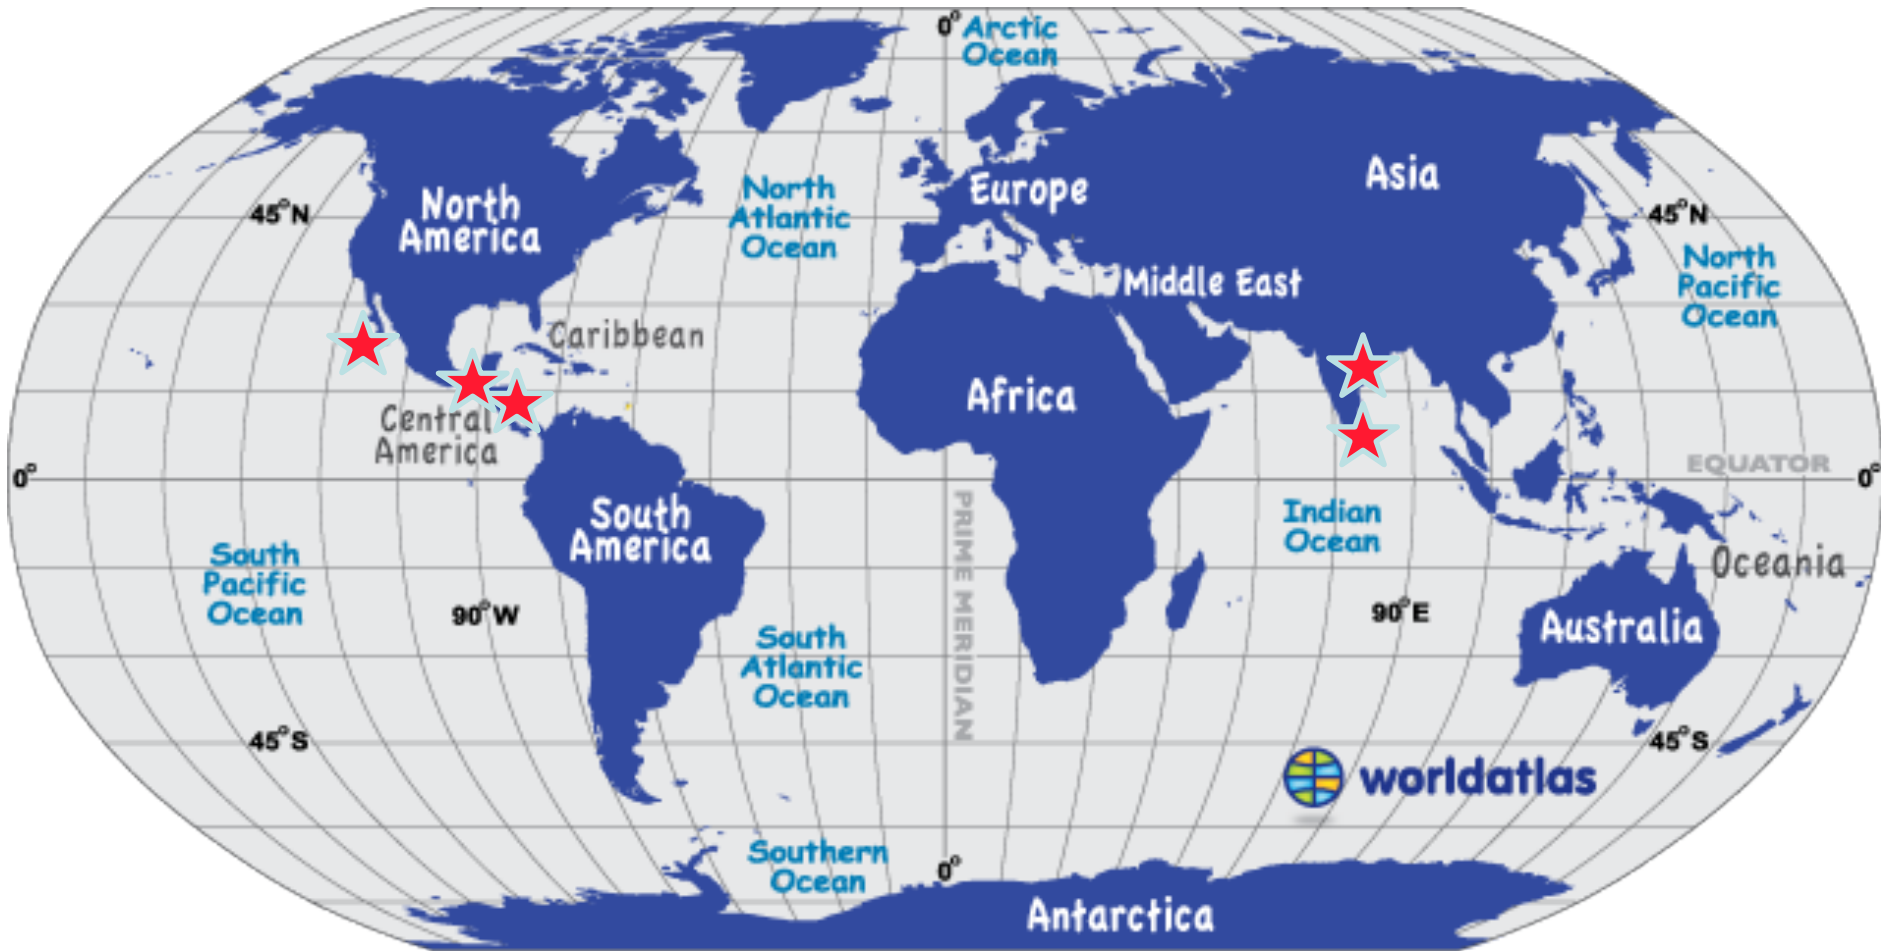 0°
Arctic
Ocean
Asia
North
America
North
Atlantic
Ocean
Europe
45°N
45°N
North
Pacific
Ocean
Middle East
Caribbean
Africa
Central
America
0°
EQUATOR
0°
South
America
Indian
Ocean
PRIME MERIDIAN
South
Pacific
Ocean
Oceania
90°W
90°E
Australia
South
Atlantic
Ocean
45°S
45°S
worldatlas
Southern
Ocean
0°
Antarctica